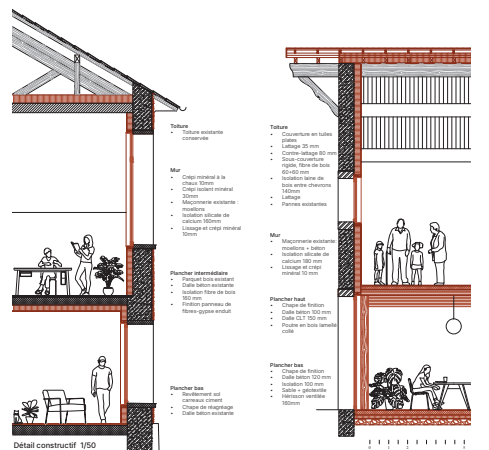 Toiture
• Toiture existante
conservée
Mur
• Crépi minéral à la
chaux 10mm
• Crépi isolant minéral
30mm
• Maçonnerie existante :
moellons
• Isolation silicate de
calcium 160mm
• Lissage et crépi minéral
10mm
Plancher intermédiaire
• Parquet bois existant
• Dalle béton existante
• Isolation fibre de bois
160 mm
• Finition panneau de
fibres-gypse enduit
Plancher bas
• Revêtement sol
carreaux ciment
• Chape de réagréage
• Dalle béton existante
Détail constructif 1/50
Toiture
• Couverture en tuiles
plates
• Lattage 35 mm
• Contre-lattage 80 mm
• Sous-couverture
rigide, fibre de bois
60+60 mm
• Isolation laine de
bois entre chevrons
140mm
• Lattage
• Pannes existantes
Mur
• Maçonnerie existante :
moellons + béton
• Isolation silicate de
calcium 180 mm
• Lissage et crépi
minéral 10 mm
Plancher haut
• Chape de finition
• Dalle béton 100 mm
• Dalle CLT 150 mm
• Poutre en bois lamellé
collé
Plancher bas
• Chape de finition
• Dalle béton 120 mm
• Isolation 100 mm
• Sable + géotextile
• Hérisson ventilée
160mm
0 1 2